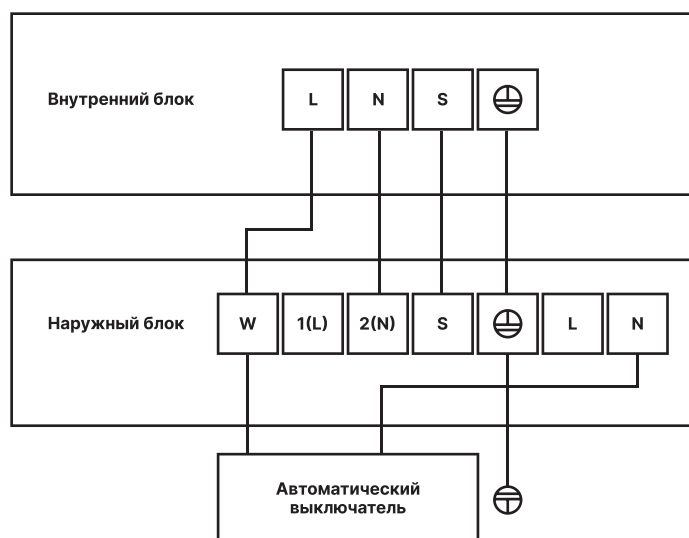 Внутренний блок
L N S
Наружный блок
W 1(L) 2(N) S L N
Автоматический
выключатель